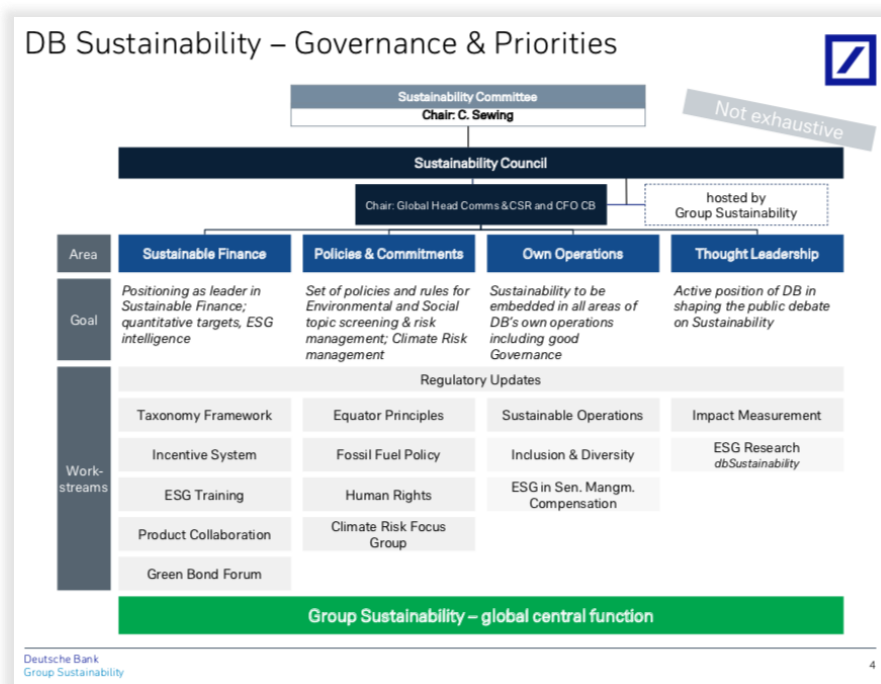 DB Sustainability – Governance & Priorities
Sustainability Committee
Chair: C. Sewing
Not exhaustive
Sustainability Council
Chair: Global Head Comms & CSR and CFO CB
hosted by
Group Sustainability
Area
Sustainable Finance
Policies & Commitments
Own Operations
Thought Leadership
Goal
Positioning as leader in
Sustainable Finance;
quantitative targets, ESG
intelligence
Set of policies and rules for
Environmental and Social
topic screening & risk
management; Climate Risk
management
Sustainability to be
embedded in all areas of
DB's own operations
including good
Governance
Active position of DB in
shaping the public debate
on Sustainability
Work-
streams
Regulatory Updates
Taxonomy Framework
Incentive System
ESG Training
Product Collaboration
Green Bond Forum
Equator Principles
Fossil Fuel Policy
Human Rights
Climate Risk Focus
Group
Sustainable Operations
Inclusion & Diversity
ESG in Sen. Mangm.
Compensation
Impact Measurement
ESG Research
dbSustainability
Group Sustainability – global central function
Deutsche Bank
Group Sustainability
4